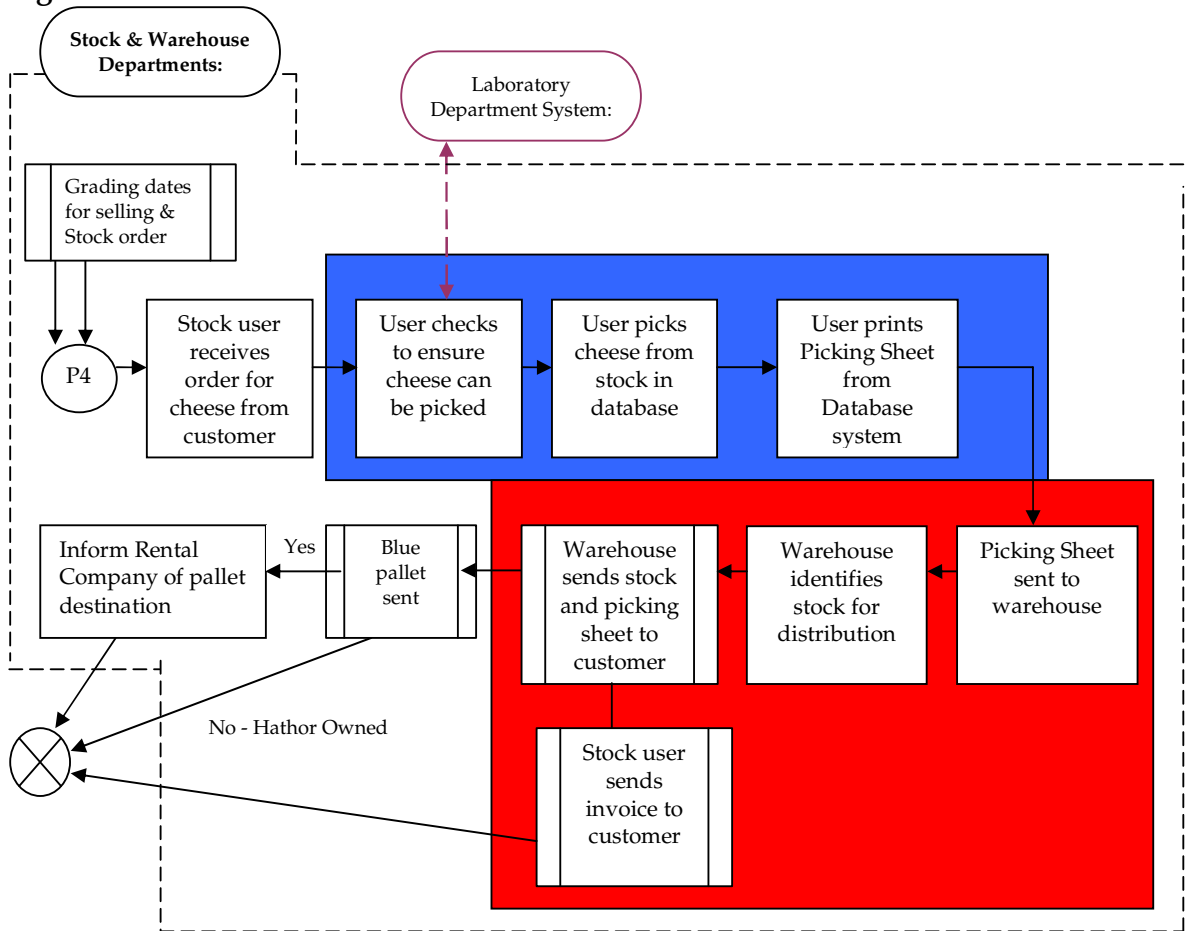 Stock & Warehouse
Departments:
Laboratory
Department System:
Grading dates
for selling &
Stock order
P4
Stock user
receives
order for
cheese from
customer
User checks
to ensure
cheese can
be picked
User picks
cheese from
stock in
database
User prints
Picking Sheet
from
Database
system
Inform Rental
Company of pallet
destination
Yes
Blue
pallet
sent
Warehouse
sends stock
and picking
sheet to
customer
Warehouse
identifies
stock for
distribution
Picking Sheet
sent to
warehouse
No - Hathor Owned
Stock user
sends
invoice to
customer